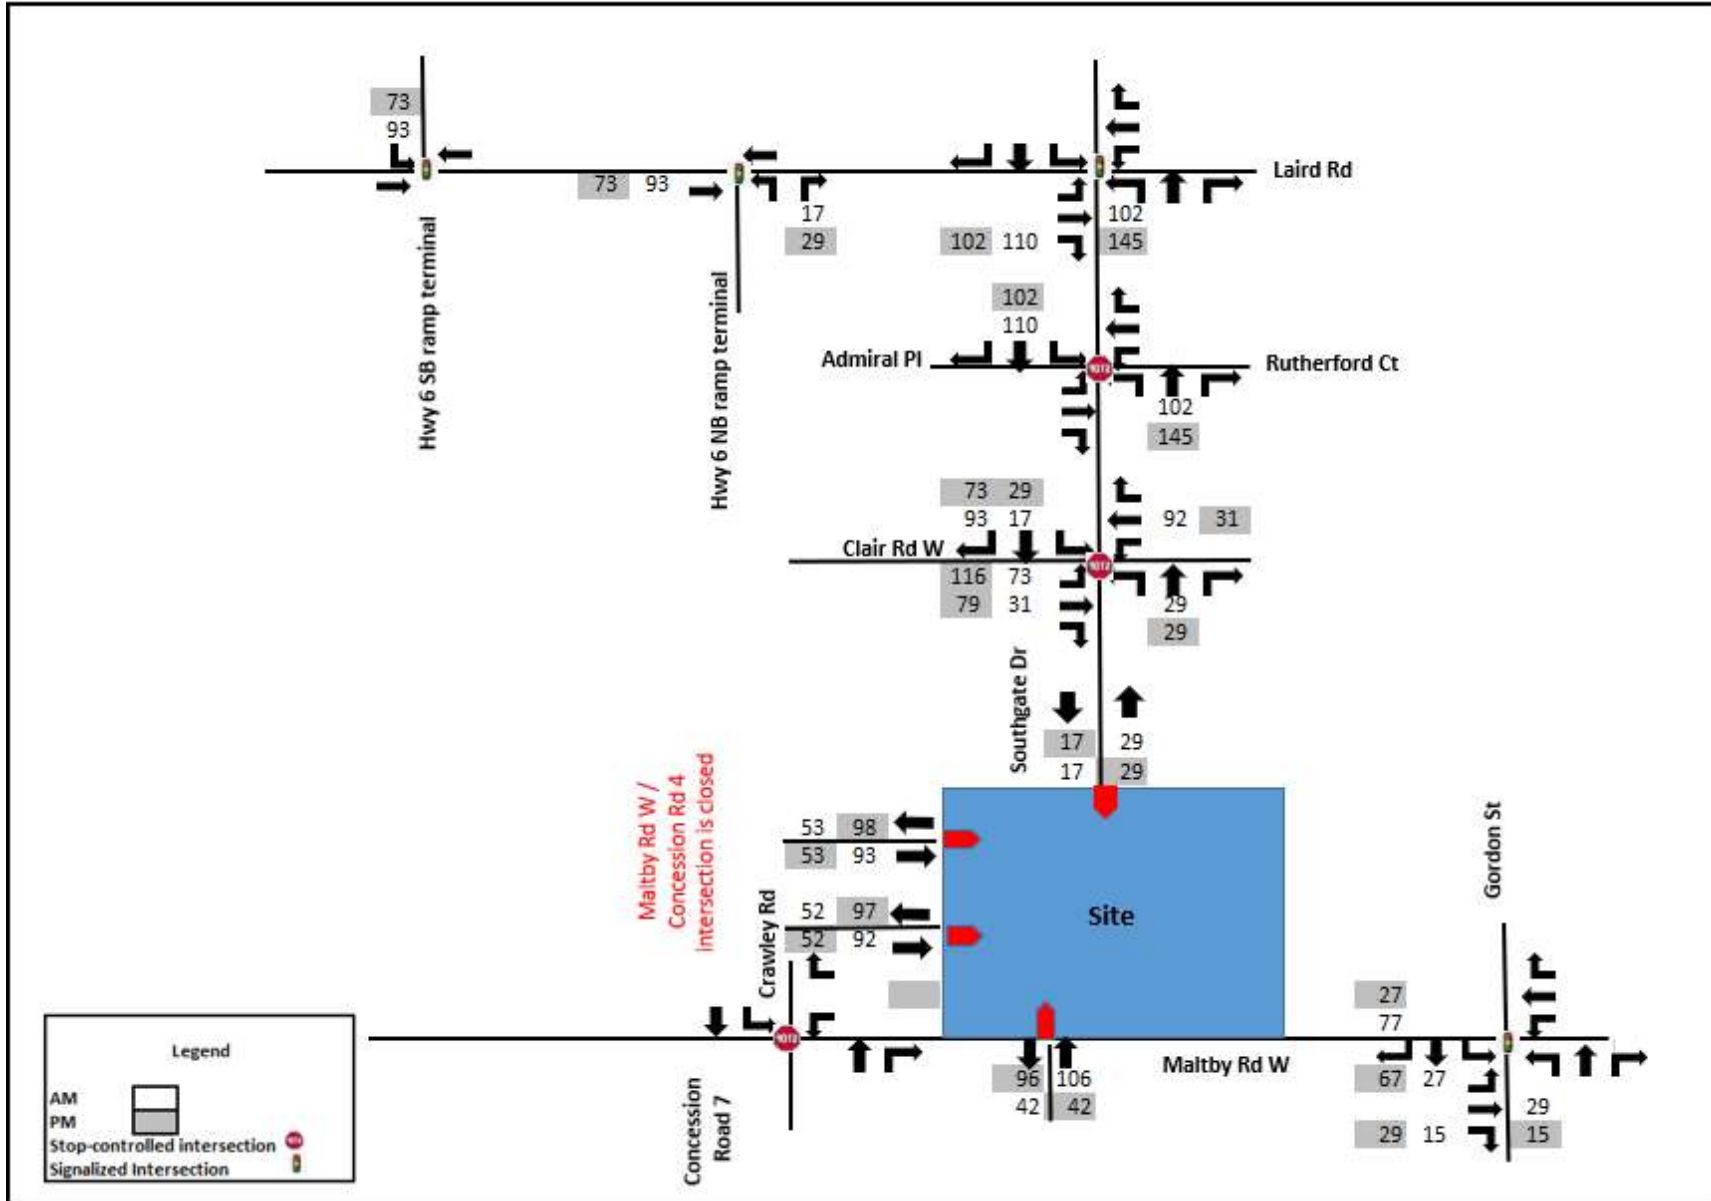 73
93
73 93
17
29
Laird Rd
102
102 110 145
Hwy 6 SB ramp terminal
Hwy 6 NB ramp terminal
102
110
Admiral Pl
Rutherford Ct
102
145
73 29
93 17
92 31
Clair Rd W
116 73
79 31
29
29
Southgate Dr
17 29
17 29
Maltby Rd W /
Concession Rd 4
intersection is closed
53 98
53 93
52 97
52 92
Crawley Rd
Site
Gordon St
27
77
Maltby Rd W
96 106
42 42
67 27
29
29 15 15
Concession
Road 7
Legend
AM
PM
Stop-controlled intersection
Signalized Intersection